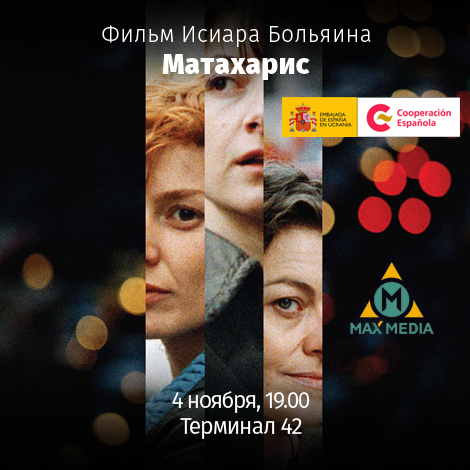 Фильм Исиара Больяина
Матахарис
EMBAJADA
DE ESPAÑA
EN UCRANIA
Cooperación
Española
M
MAX MEDIA
4 ноября, 19.00
Терминал 42